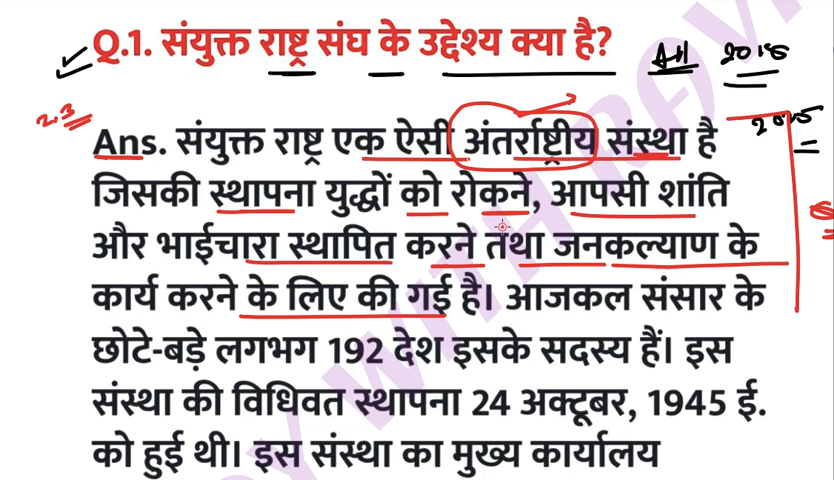 Q.1. संयुक्त राष्ट्र संघ के उद्देश्य क्या है?
Ans. संयुक्त राष्ट्र एक ऐसी अंतर्राष्ट्रीय संस्था है
जिसकी स्थापना युद्धों को रोकने, आपसी शांति
और भाईचारा स्थापित करने तथा जनकल्याण के
कार्य करने के लिए की गई है। आजकल संसार के
छोटे-बड़े लगभग 192 देश इसके सदस्य हैं। इस
संस्था की विधिवत स्थापना 24 अक्टूबर, 1945 ई.
को हुई थी। इस संस्था का मुख्य कार्यालय